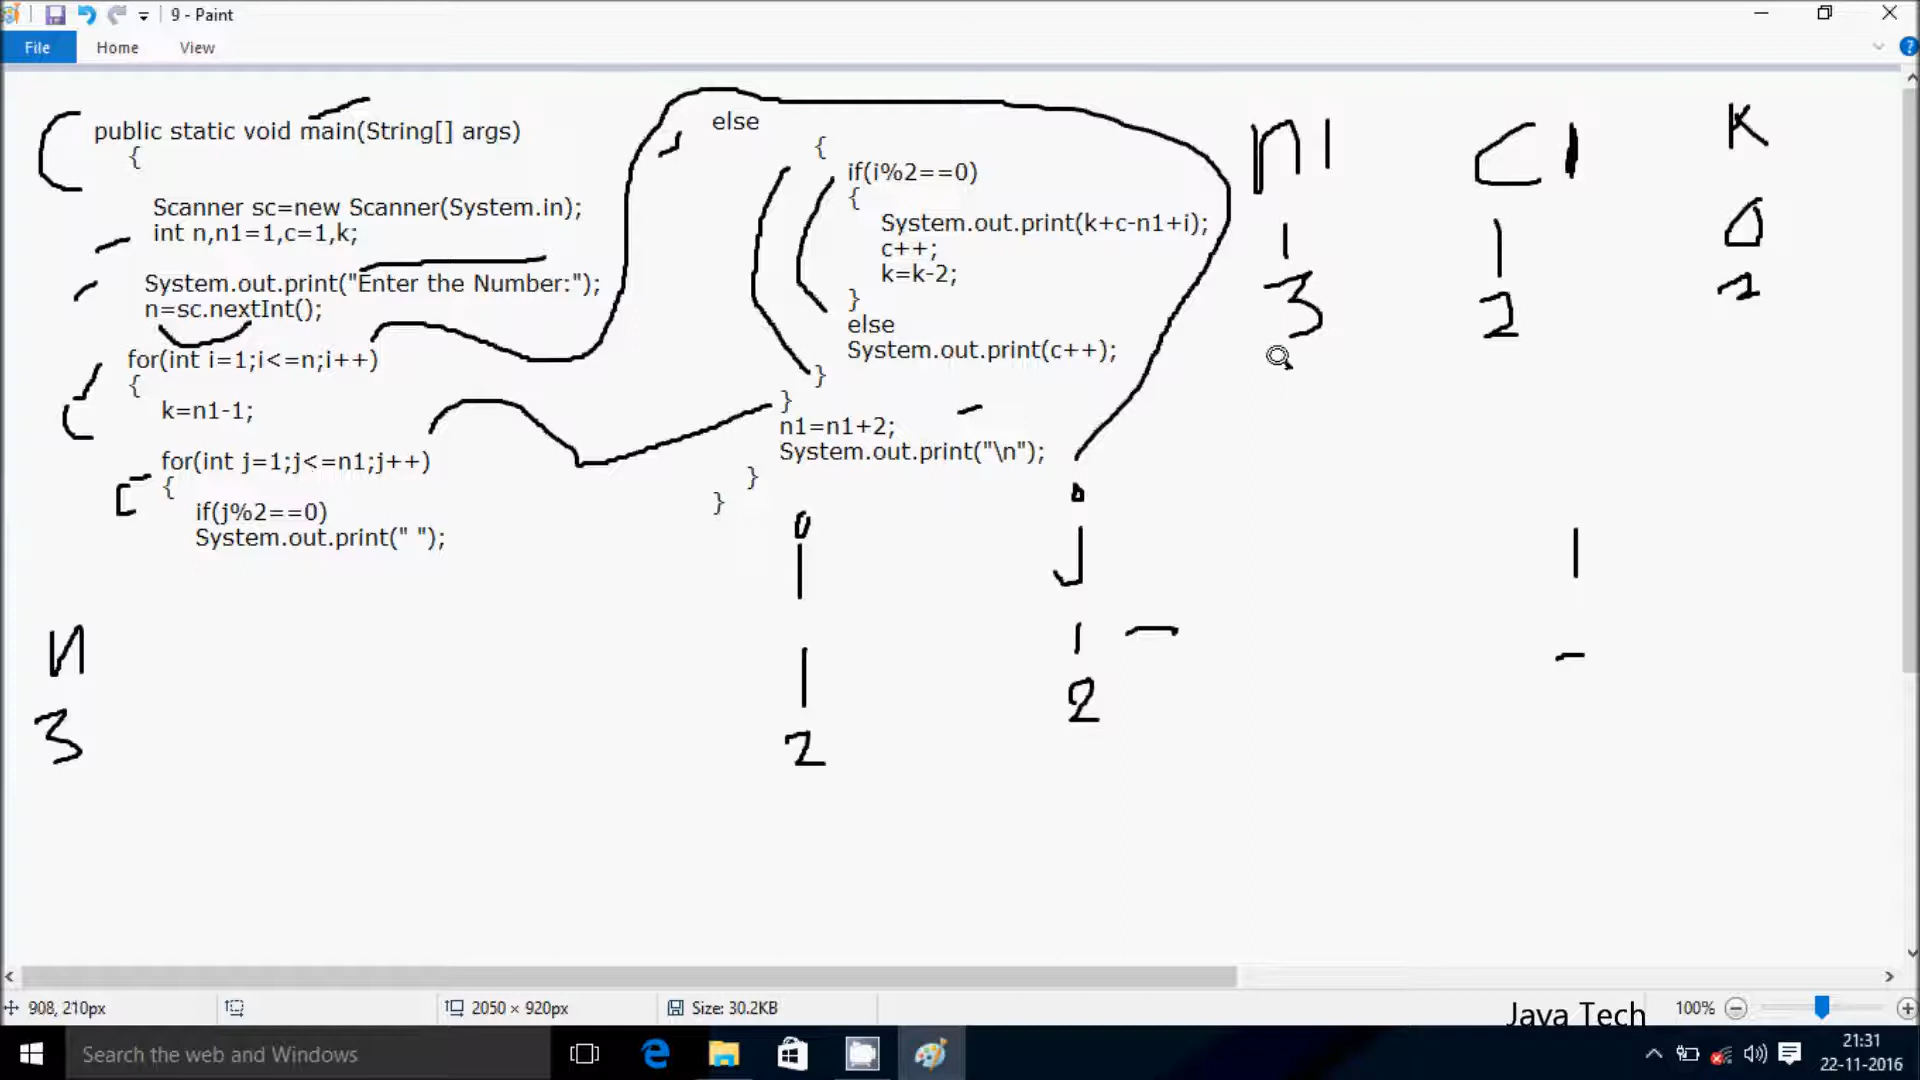 9 - Paint
File Home View
public static void main(String[] args)
{
Scanner sc=new Scanner(System.in);
int n,n1=1,c=1,k;
System.out.print("Enter the Number:");
n=sc.nextInt();
for(int i=1;i<=n;i++)
{
k=n1-1;
for(int j=1;j<=n1;j++)
{
if(j%2==0)
System.out.print(" ");
else
{
if(i%2==0)
{
System.out.print(k+c-n1+i);
c++;
k=k-2;
}
else
System.out.print(c++);
}
}
n1=n1+2;
System.out.print("\n");
}
}
n1
1
3
C
1
2
K
0
2
n
3
i
1
2
j
1
2
1
908, 210px
2050 × 920px
Size: 30.2KB
100%
Java Tech
Search the web and Windows
21:31
22-11-2016